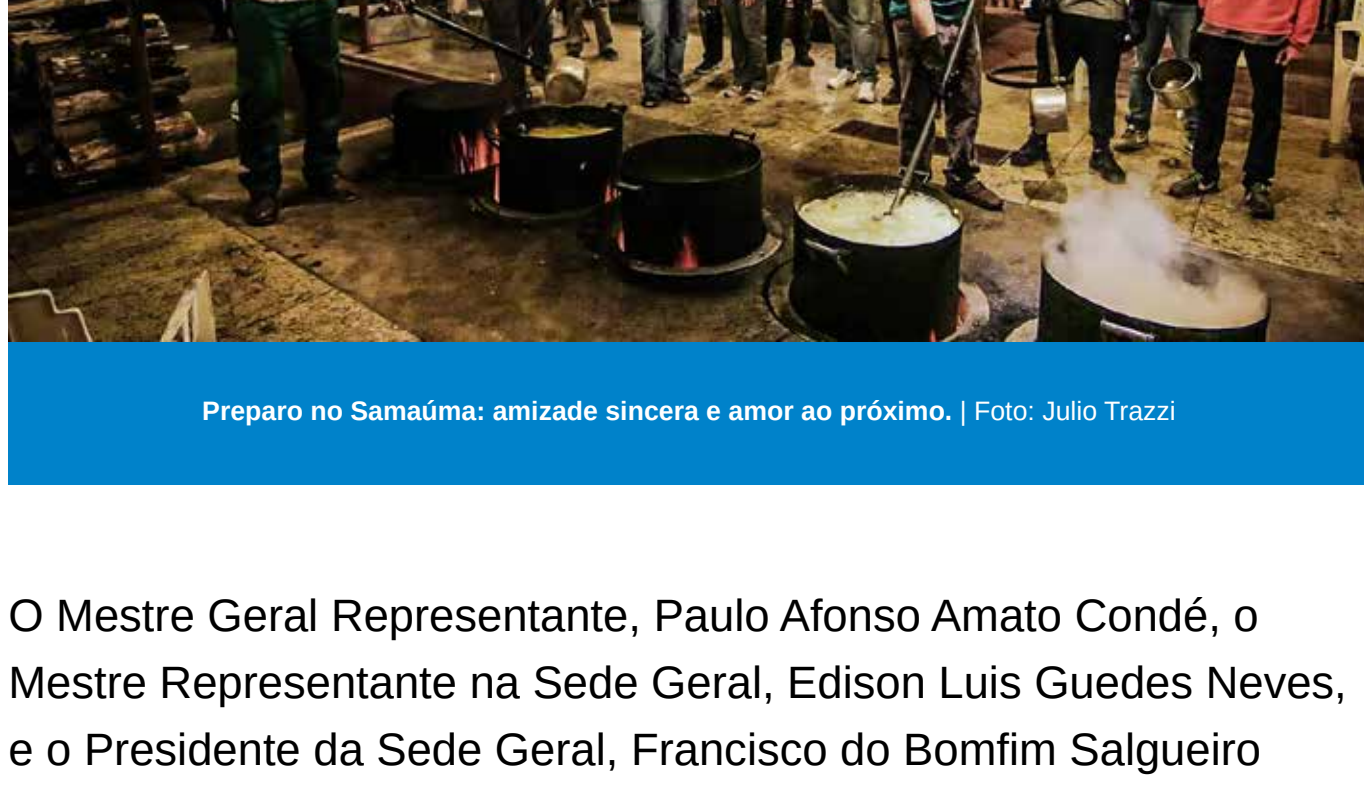 Preparo no Samaúma: amizade sincera e amor ao próximo. | Foto: Julio Trazzi
O Mestre Geral Representante, Paulo Afonso Amato Condé, o
Mestre Representante na Sede Geral, Edison Luis Guedes Neves,
e o Presidente da Sede Geral, Francisco do Bomfim Salgueiro